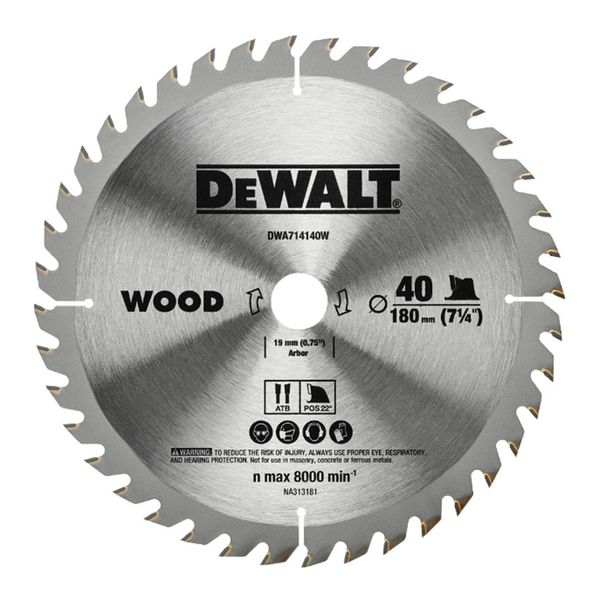 DEWALT®
DWA714140W
WOOD
40
180 mm (7¼")
19 mm (0.75")
Arbor
ATB
POS 22°
⚠WARNING: TO REDUCE THE RISK OF INJURY, ALWAYS USE PROPER EYE, RESPIRATORY,
AND HEARING PROTECTION. Not for use in masonry, concrete or ferrous metals.
n max 8000 min⁻¹
NA313181